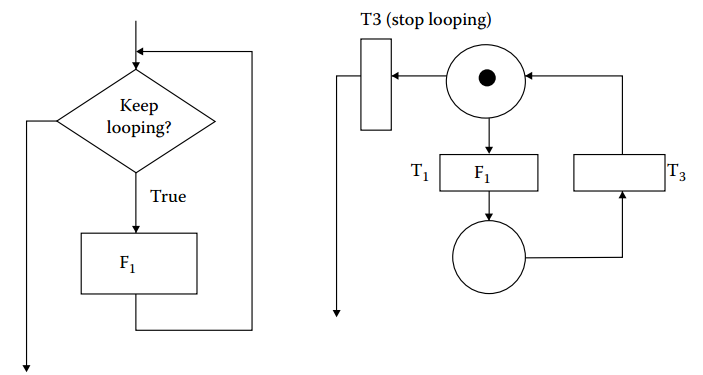 T3 (stop looping)
Keep
looping?
True
F₁
T₁
F₁
T₃